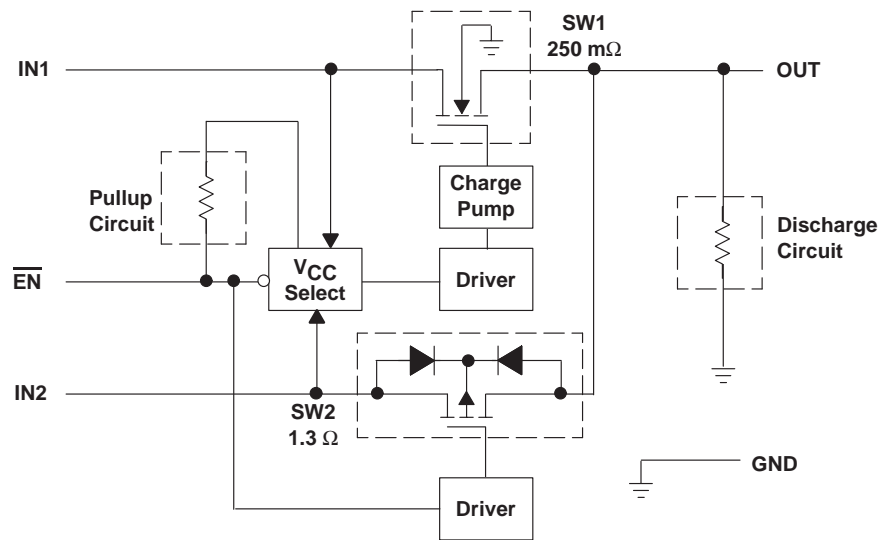 SW1
250 mΩ
IN1
OUT
Charge
Pump
Pullup
Circuit
Discharge
Circuit
EN
VCC
Select
Driver
IN2
SW2
1.3 Ω
GND
Driver